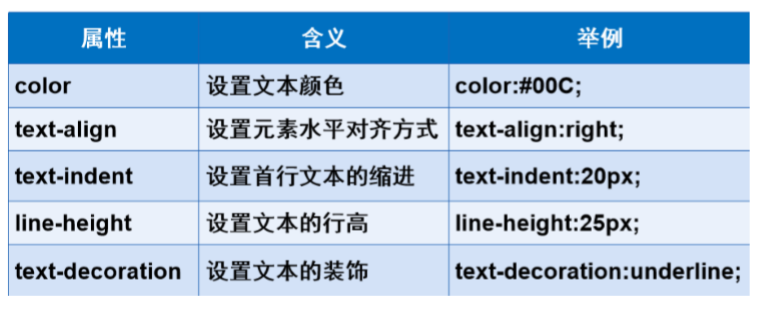 属性 含义 举例
color 设置文本颜色 color:#00C;
text-align 设置元素水平对齐方式 text-align:right;
text-indent 设置首行文本的缩进 text-indent:20px;
line-height 设置文本的行高 line-height:25px;
text-decoration 设置文本的装饰 text-decoration:underline;